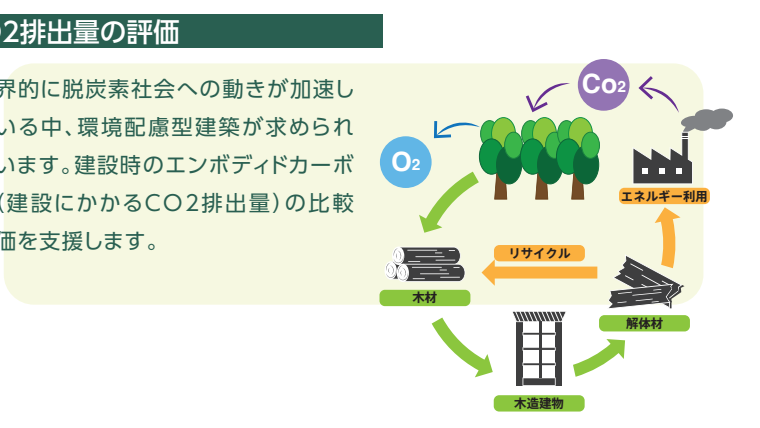 2排出量の評価
界的に脱炭素社会への動きが加速し
いる中、環境配慮型建築が求められ
います。建設時のエンボディドカーボ
(建設にかかるCO2排出量)の比較
価を支援します。
Co2
O2
エネルギー利用
リサイクル
木材
解体材
木造建物